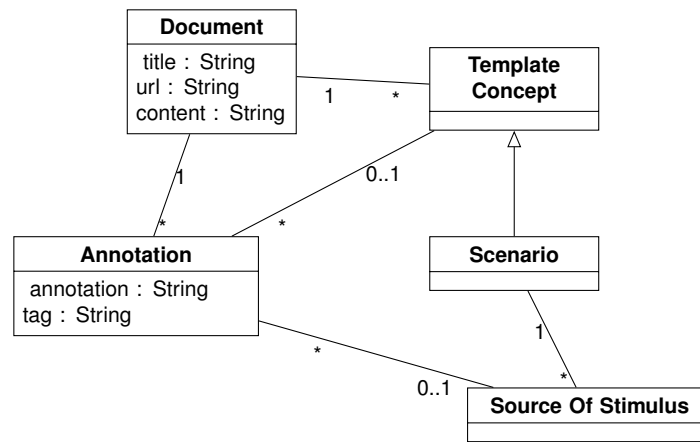 Document
title : String
url : String
content : String
Template
Concept
1
*
1
*
0..1
*
Annotation
annotation : String
tag : String
Scenario
1
*
*
0..1
Source Of Stimulus